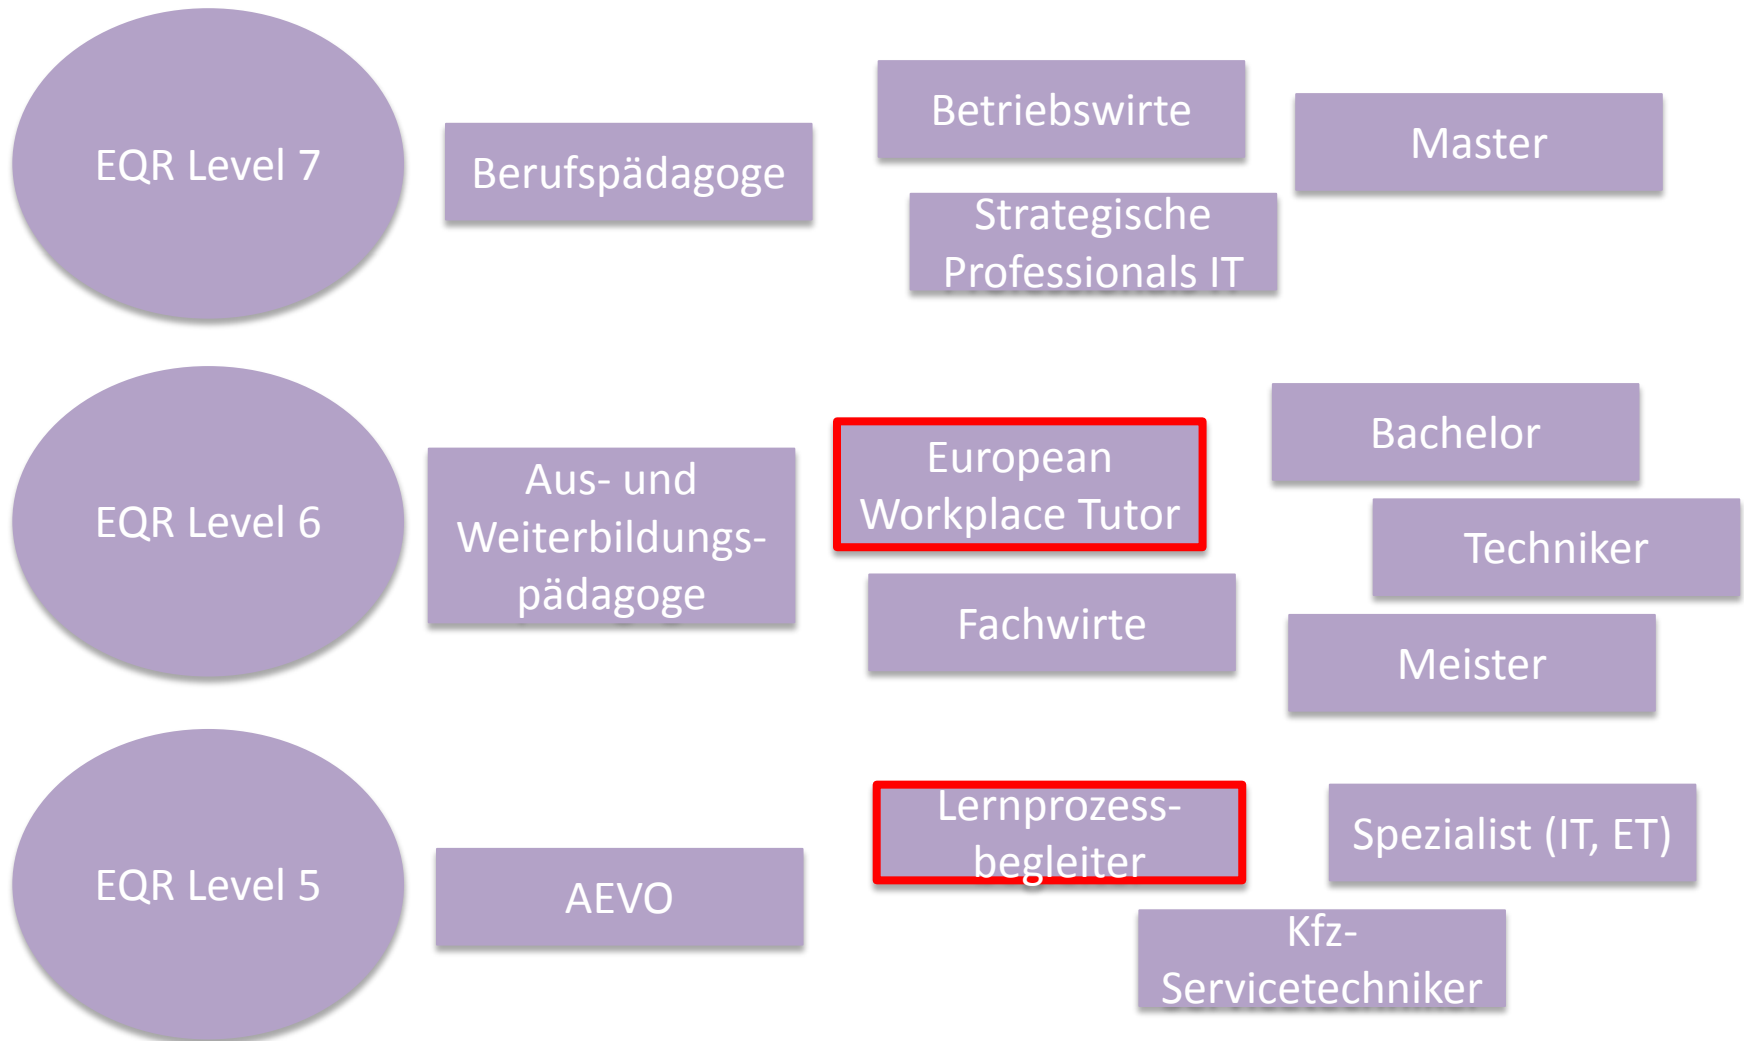 EQR Level 7
Berufspädagoge
Betriebswirte
Master
Strategische
Professionals IT
EQR Level 6
Aus- und
Weiterbildungs-
pädagoge
European
Workplace Tutor
Bachelor
Techniker
Fachwirte
Meister
EQR Level 5
AEVO
Lernprozess-
begleiter
Spezialist (IT, ET)
Kfz-
Servicetechniker